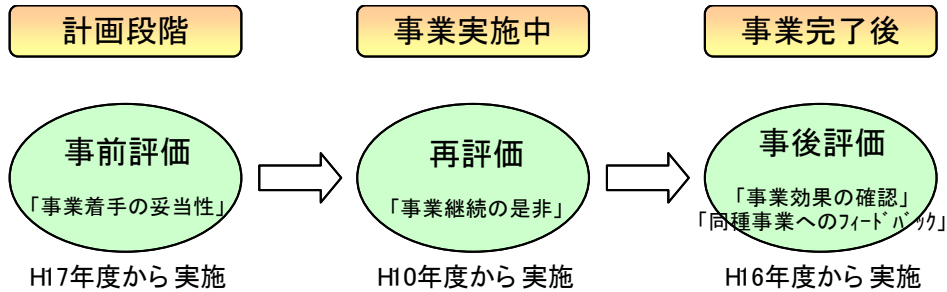 計画段階
事業実施中
事業完了後
事前評価
「事業着手の妥当性」
再評価
「事業継続の是非」
事後評価
「事業効果の確認」
「同種事業へのﾌｨｰﾄﾞﾊﾞｯｸ」
H17年度から実施
H10年度から実施
H16年度から実施